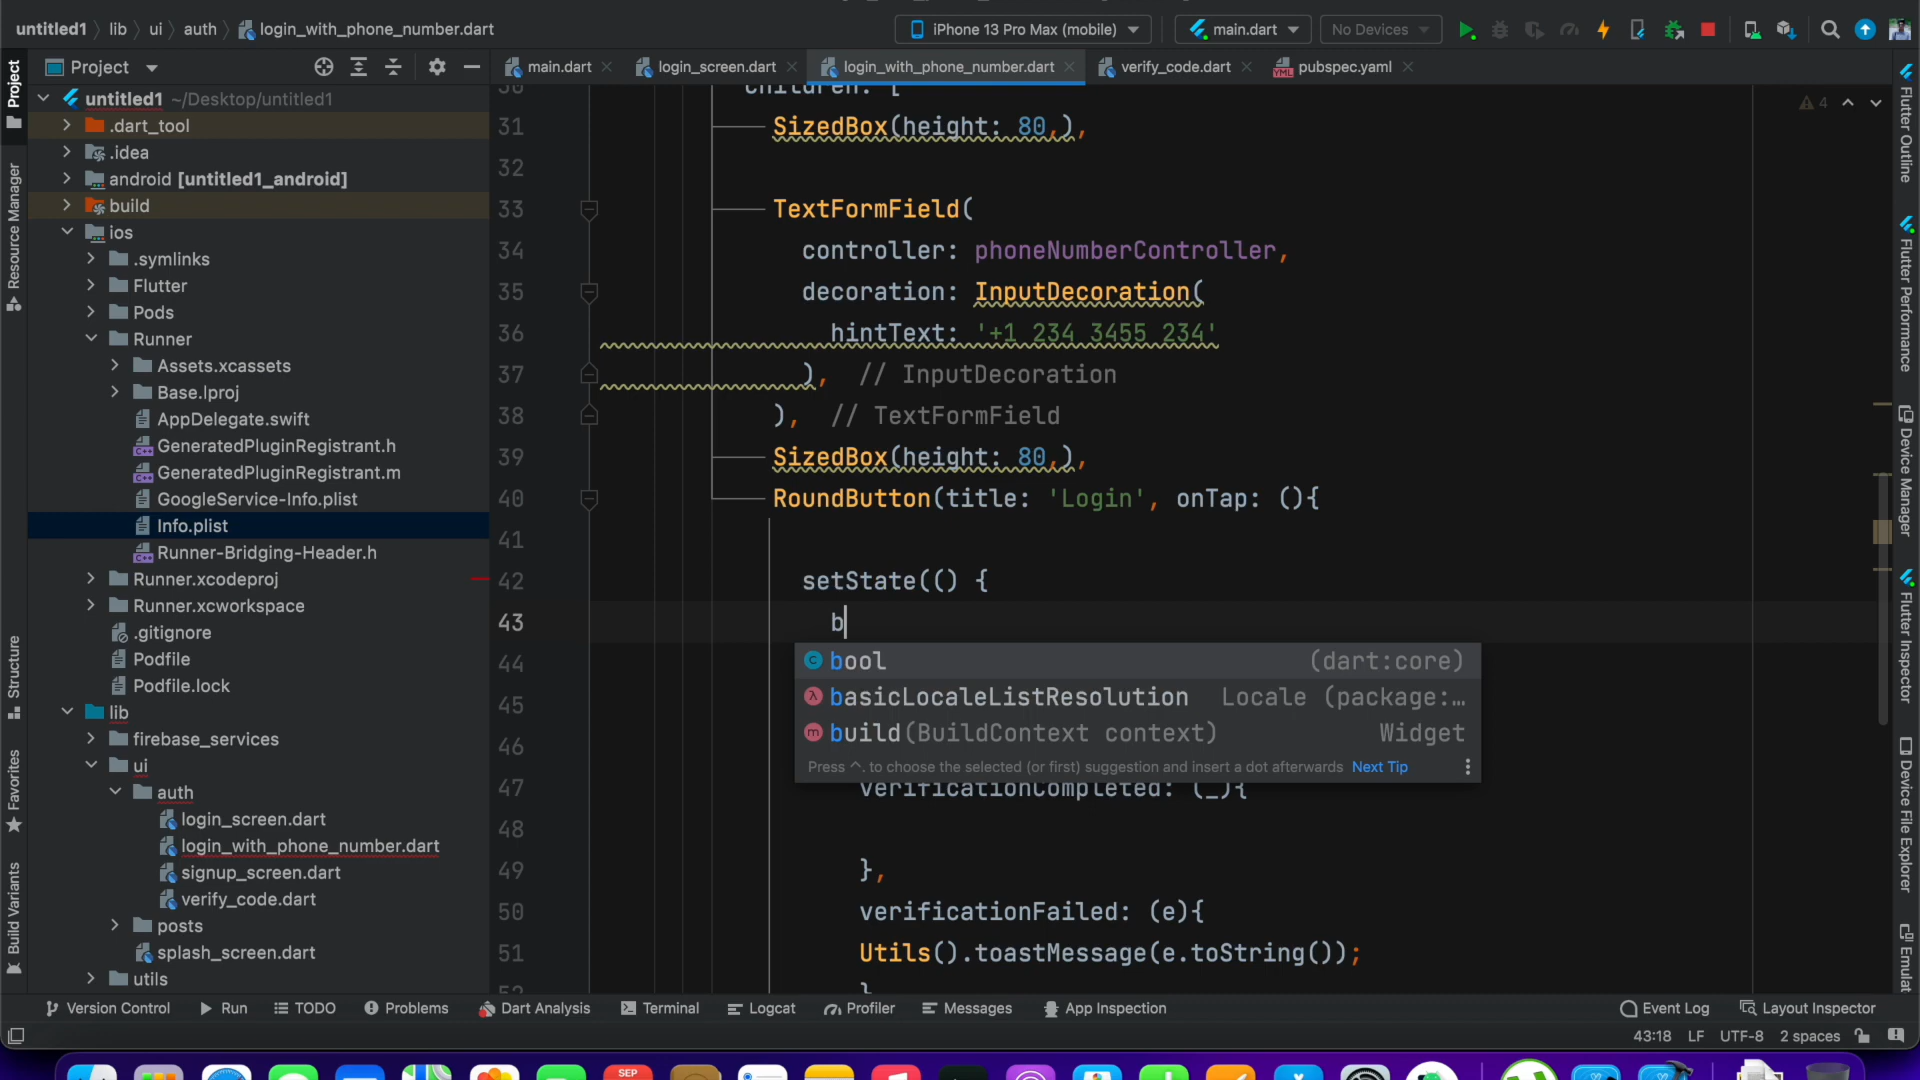 untitled1 lib ui auth login_with_phone_number.dart
iPhone 13 Pro Max (mobile) main.dart No Devices
Project
main.dart login_screen.dart login_with_phone_number.dart verify_code.dart pubspec.yaml
untitled1 ~/Desktop/untitled1
.dart_tool
.idea
android [untitled1_android]
build
ios
.symlinks
Flutter
Pods
Runner
Assets.xcassets
Base.lproj
AppDelegate.swift
GeneratedPluginRegistrant.h
GeneratedPluginRegistrant.m
GoogleService-Info.plist
Info.plist
Runner-Bridging-Header.h
Runner.xcodeproj
Runner.xcworkspace
.gitignore
Podfile
Podfile.lock
lib
firebase_services
ui
auth
login_screen.dart
login_with_phone_number.dart
signup_screen.dart
verify_code.dart
posts
splash_screen.dart
utils
Project
Resource Manager
Structure
Favorites
Build Variants
30 children: [
31 SizedBox(height: 80,),
32
33 TextFormField(
34 controller: phoneNumberController,
35 decoration: InputDecoration(
36 hintText: '+1 234 3455 234'
37 ), // InputDecoration
38 ), // TextFormField
39 SizedBox(height: 80,),
40 RoundButton(title: 'Login', onTap: (){
41
42 setState(() {
43 b
44
45
46
47 verificationCompleted: (_){
48
49 },
50 verificationFailed: (e){
51 Utils().toastMessage(e.toString());
52 }
bool (dart:core)
basicLocaleListResolution Locale (package:…
build(BuildContext context) Widget
Press ^. to choose the selected (or first) suggestion and insert a dot afterwards Next Tip
4
Flutter Outline
Flutter Performance
Device Manager
Flutter Inspector
Device File Explorer
Emulat
Version Control Run TODO Problems Dart Analysis Terminal Logcat Profiler Messages App Inspection Event Log Layout Inspector
43:18 LF UTF-8 2 spaces
SEP